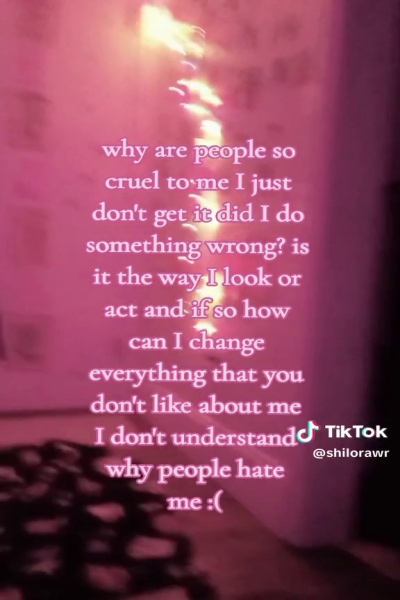 why are people so
cruel to me I just
don't get it did I do
something wrong? is
it the way I look or
act and if so how
can I change
everything that you
don't like about me
I don't understand
why people hate
me :(
TikTok
@shilorawr